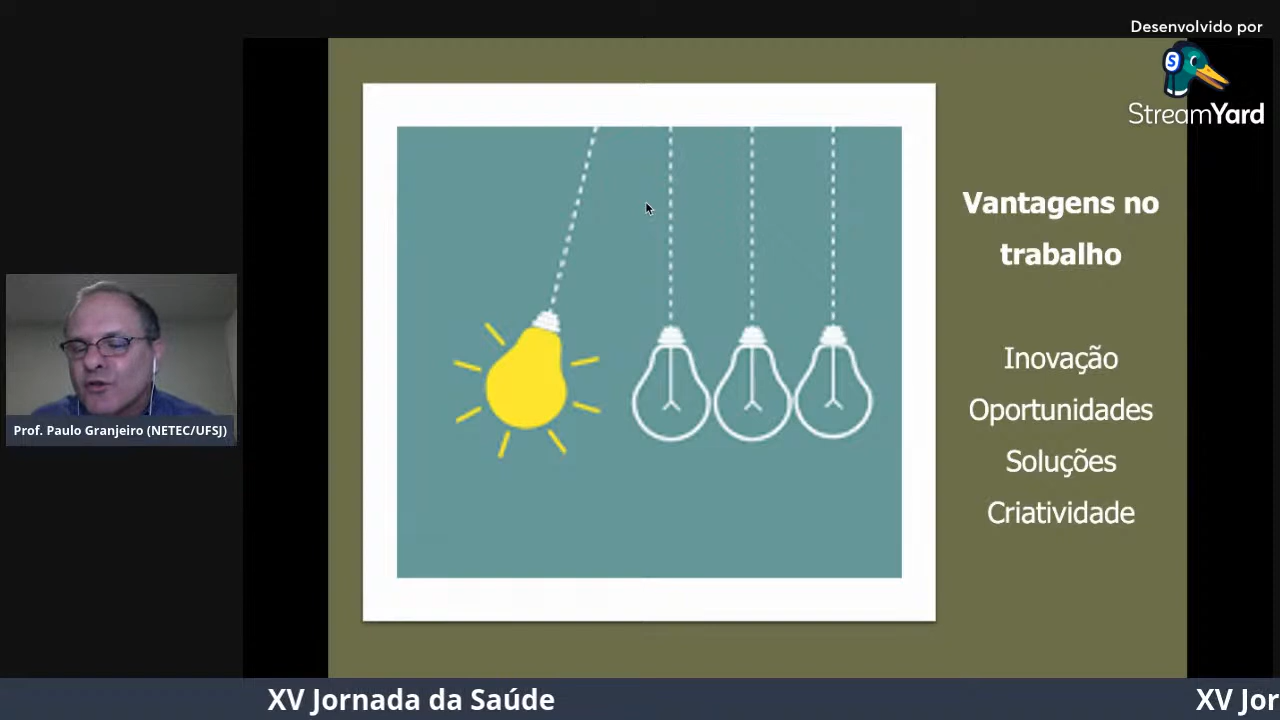 Desenvolvido por
S
StreamYard
Vantagens no
trabalho
Inovação
Oportunidades
Soluções
Criatividade
Prof. Paulo Granjeiro (NETEC/UFSJ)
XV Jornada da Saúde
XV Jor